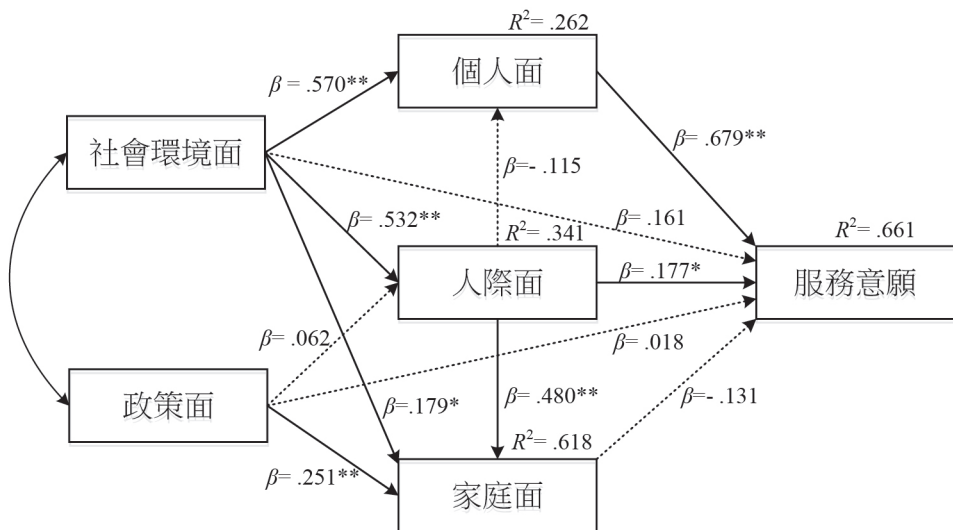 R² = .262
個人面
β = .570**
社會環境面
β= .679**
β=- .115
β= .532**
β= .161
R²= .341
R²= .661
人際面
β= .177*
服務意願
β= .062
β= .018
政策面
β=.179*
β= .480**
β=- .131
R²= .618
β= .251**
家庭面